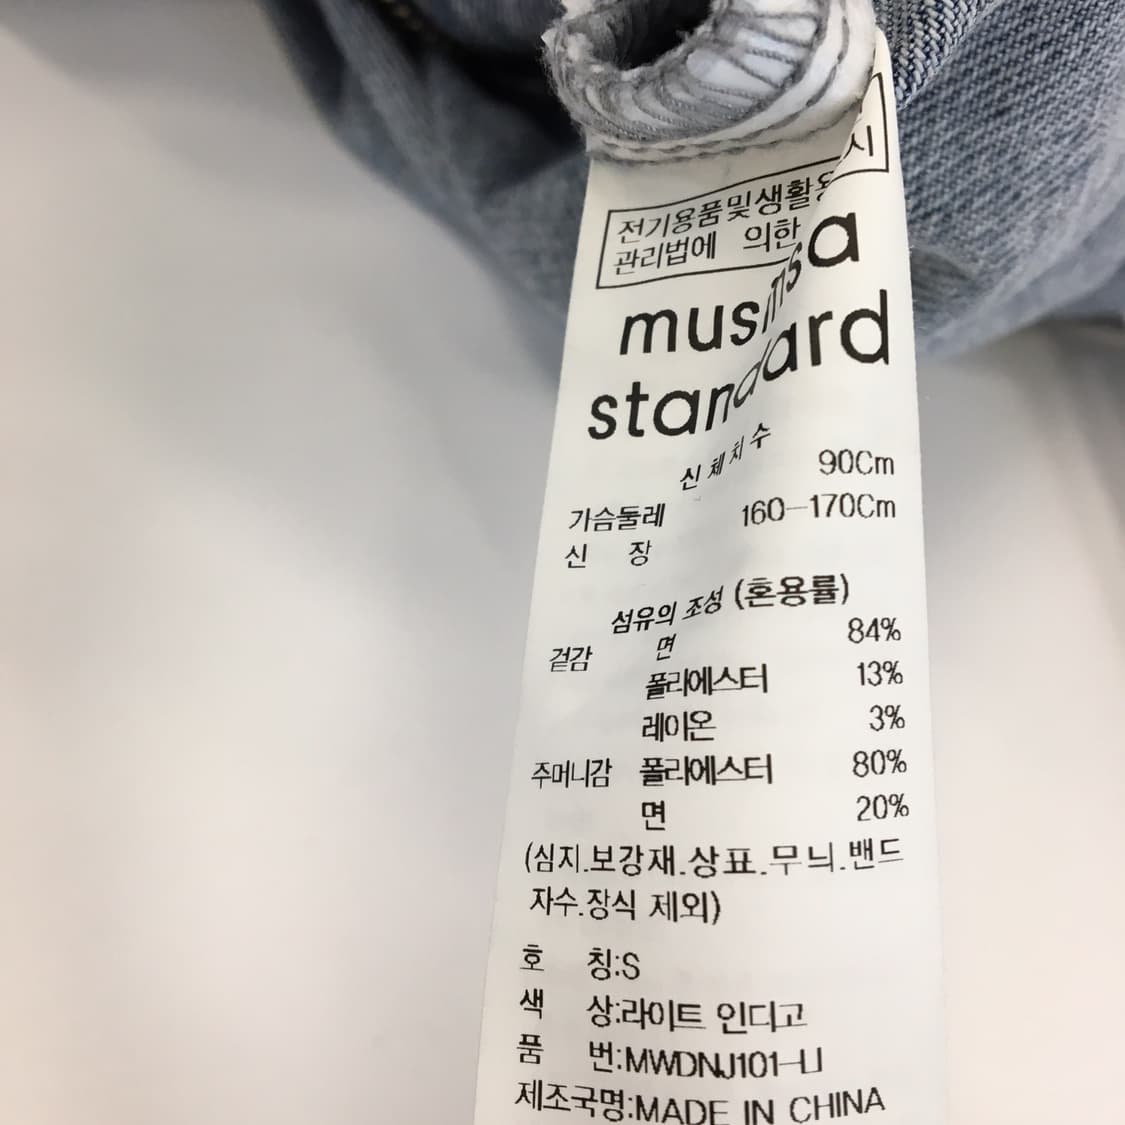 전기용품및생활용
관리법에 의한
시
musinsa
standard
신체치수
가슴둘레 90Cm
신 장 160-170Cm
섬유의 조성 (혼용률)
겉감 면 84%
폴리에스터 13%
레이온 3%
주머니감 폴리에스터 80%
면 20%
(심지.보강재.상표.무늬.밴드
자수.장식 제외)
호 칭:S
색 상:라이트 인디고
품 번:MWDNJ101-LI
제조국명:MADE IN CHINA